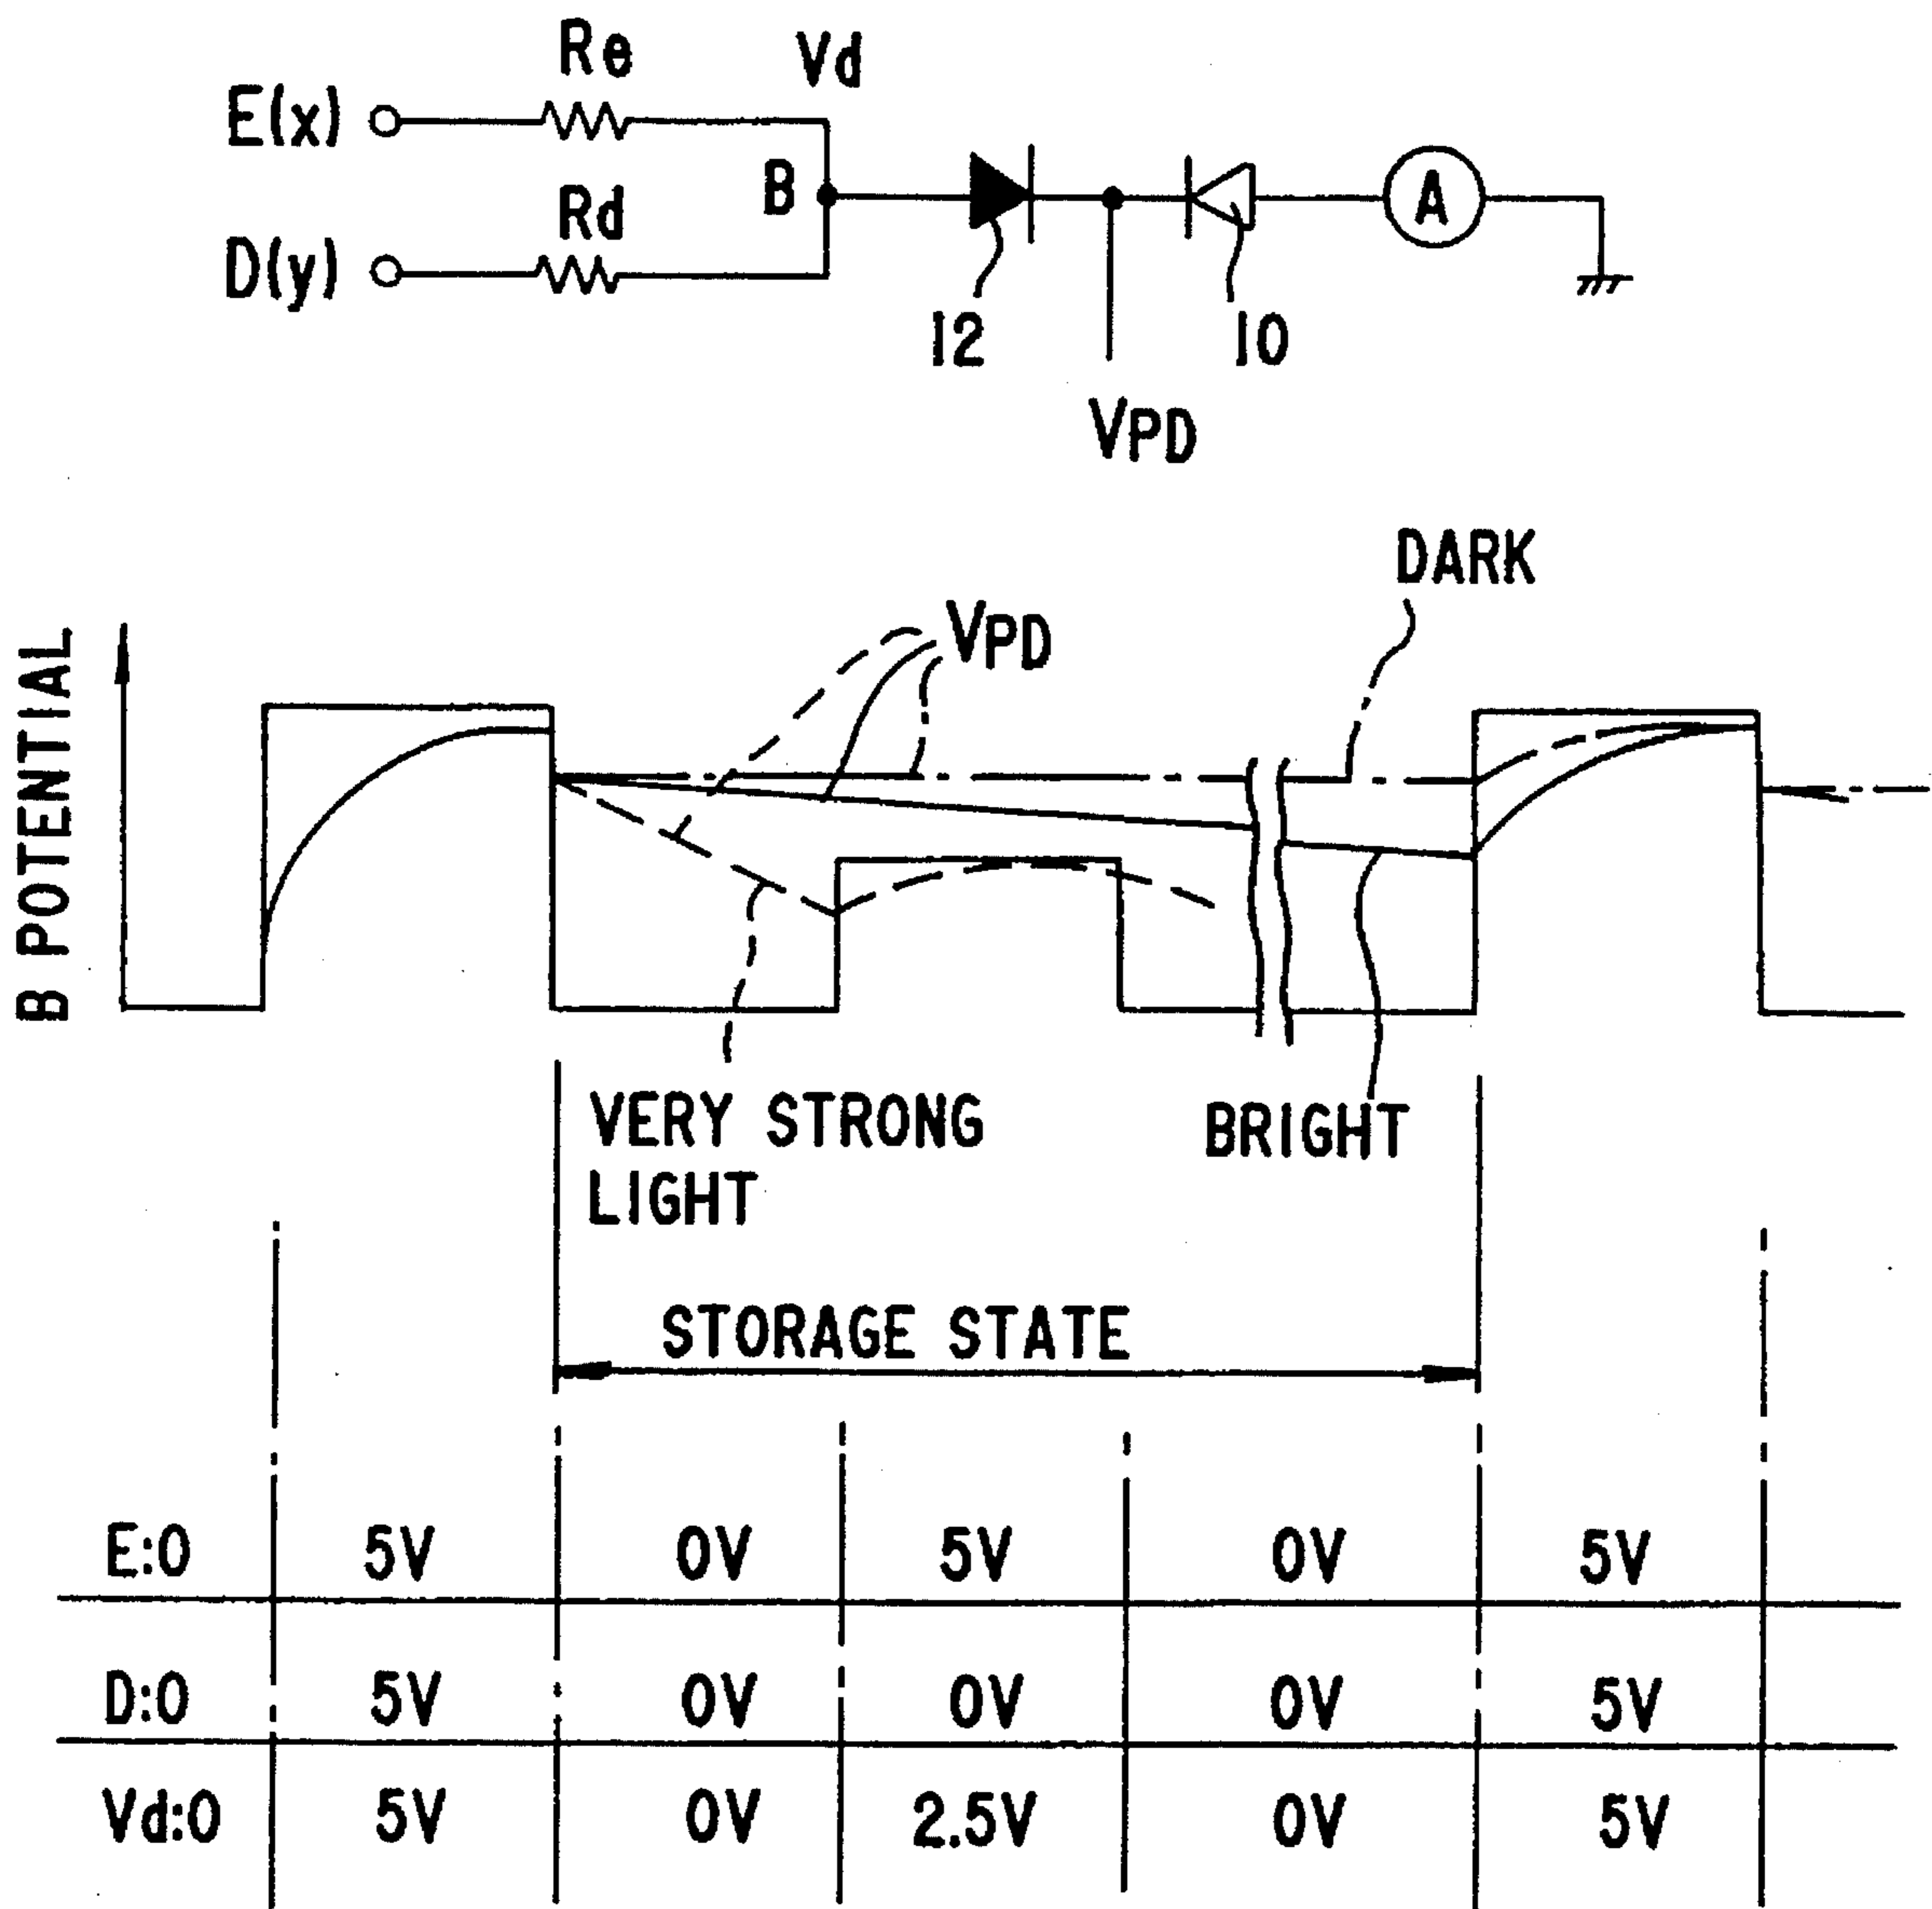 Re
Vd
E(x)
B
Rd
A
D(y)
12
10
VPD
DARK
VPD
B POTENTIAL
VERY STRONG
LIGHT
BRIGHT
STORAGE STATE
E:0 5V 0V 5V 0V 5V
D:0 5V 0V 0V 0V 5V
Vd:0 5V 0V 2.5V 0V 5V